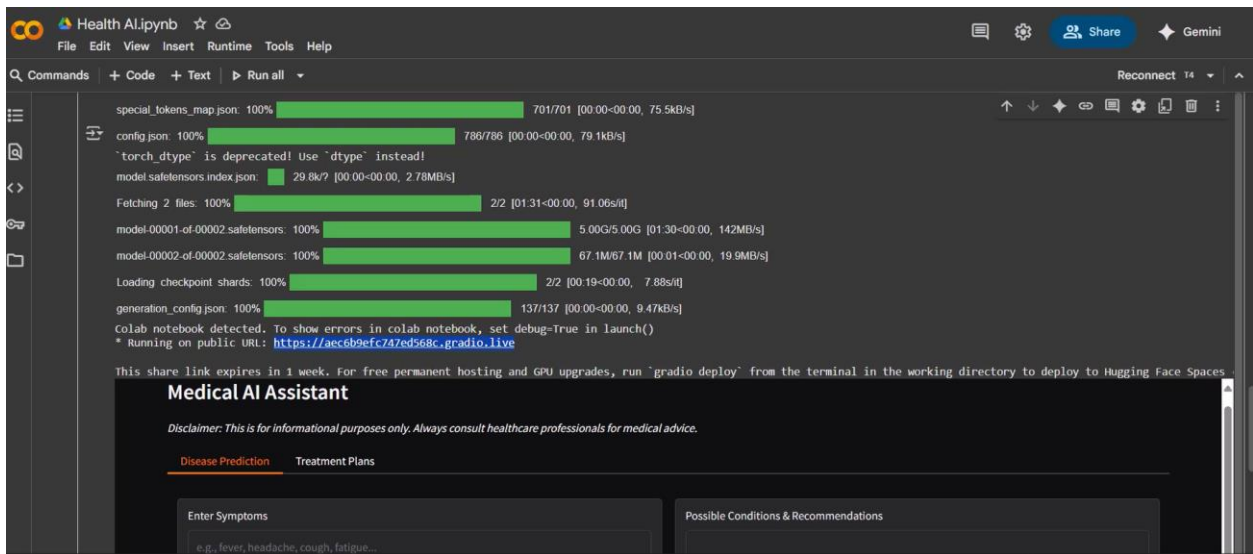 CO Health AI.ipynb
Share Gemini
File Edit View Insert Runtime Tools Help
Commands + Code + Text Run all Reconnect T4
special_tokens_map.json: 100% 701/701 [00:00<00:00, 75.5kB/s]
config.json: 100% 786/786 [00:00<00:00, 79.1kB/s]
`torch_dtype` is deprecated! Use `dtype` instead!
model.safetensors.index.json: 29.8k/? [00:00<00:00, 2.78MB/s]
Fetching 2 files: 100% 2/2 [01:31<00:00, 91.06s/it]
model-00001-of-00002.safetensors: 100% 5.00G/5.00G [01:30<00:00, 142MB/s]
model-00002-of-00002.safetensors: 100% 67.1M/67.1M [00:01<00:00, 19.9MB/s]
Loading checkpoint shards: 100% 2/2 [00:19<00:00, 7.88s/it]
generation_config.json: 100% 137/137 [00:00<00:00, 9.47kB/s]
Colab notebook detected. To show errors in colab notebook, set debug=True in launch()
* Running on public URL: https://aec6b9efc747ed568c.gradio.live
This share link expires in 1 week. For free permanent hosting and GPU upgrades, run `gradio deploy` from the terminal in the working directory to deploy to Hugging Face Spaces
Medical AI Assistant
Disclaimer: This is for informational purposes only. Always consult healthcare professionals for medical advice.
Disease Prediction Treatment Plans
Enter Symptoms Possible Conditions & Recommendations
e.g., fever, headache, cough, fatigue...